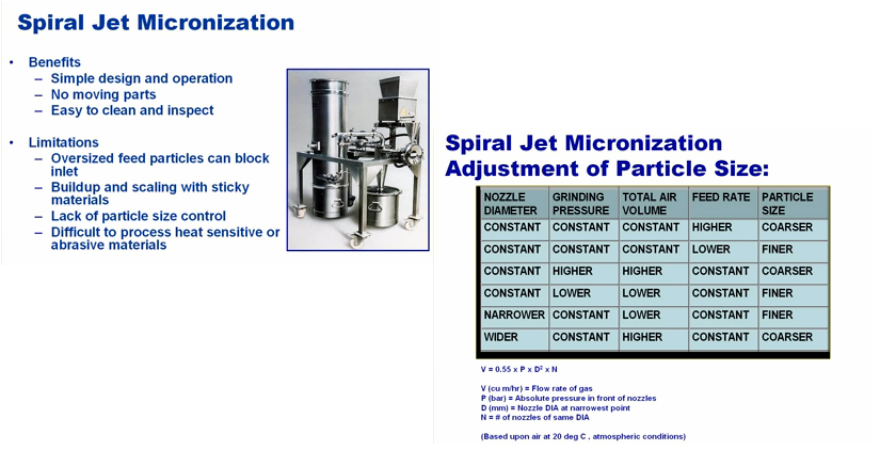 Spiral Jet Micronization
• Benefits
– Simple design and operation
– No moving parts
– Easy to clean and inspect
• Limitations
– Oversized feed particles can block
inlet
– Buildup and scaling with sticky
materials
– Lack of particle size control
– Difficult to process heat sensitive or
abrasive materials
Spiral Jet Micronization
Adjustment of Particle Size:
NOZZLE DIAMETER GRINDING PRESSURE TOTAL AIR VOLUME FEED RATE PARTICLE SIZE
CONSTANT CONSTANT CONSTANT HIGHER COARSER
CONSTANT CONSTANT CONSTANT LOWER FINER
CONSTANT HIGHER HIGHER CONSTANT COARSER
CONSTANT LOWER LOWER CONSTANT FINER
NARROWER CONSTANT LOWER CONSTANT FINER
WIDER CONSTANT HIGHER CONSTANT COARSER
V = 0.55 x P x D² x N
V (cu m/hr) = Flow rate of gas
P (bar) = Absolute pressure in front of nozzles
D (mm) = Nozzle DIA at narrowest point
N = # of nozzles of same DIA
(Based upon air at 20 deg C , atmospheric conditions)